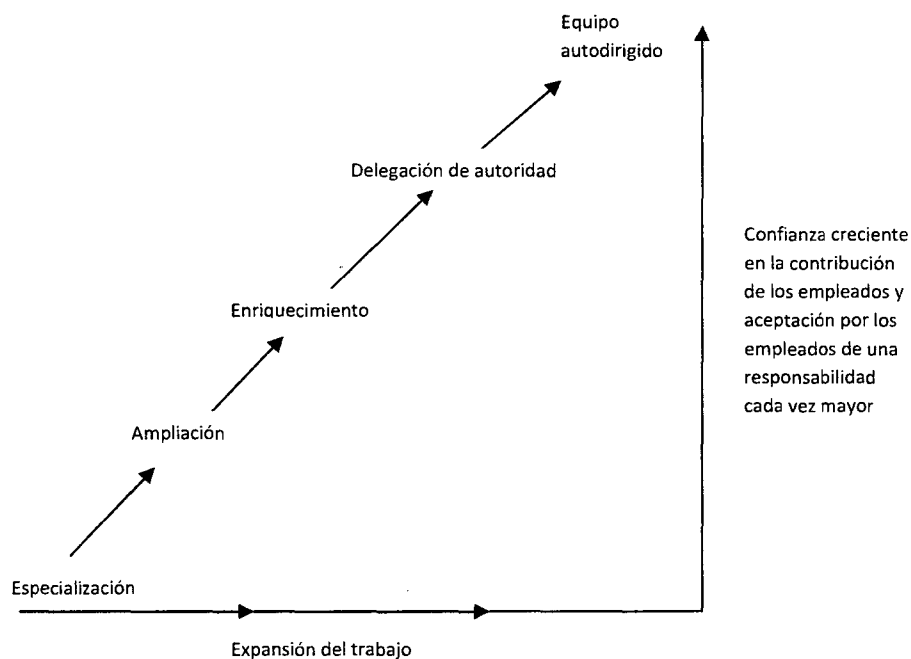 Equipo
autodirigido
Delegación de autoridad
Confianza creciente
en la contribución
de los empleados y
aceptación por los
empleados de una
responsabilidad
cada vez mayor
Enriquecimiento
Ampliación
Especialización
Expansión del trabajo